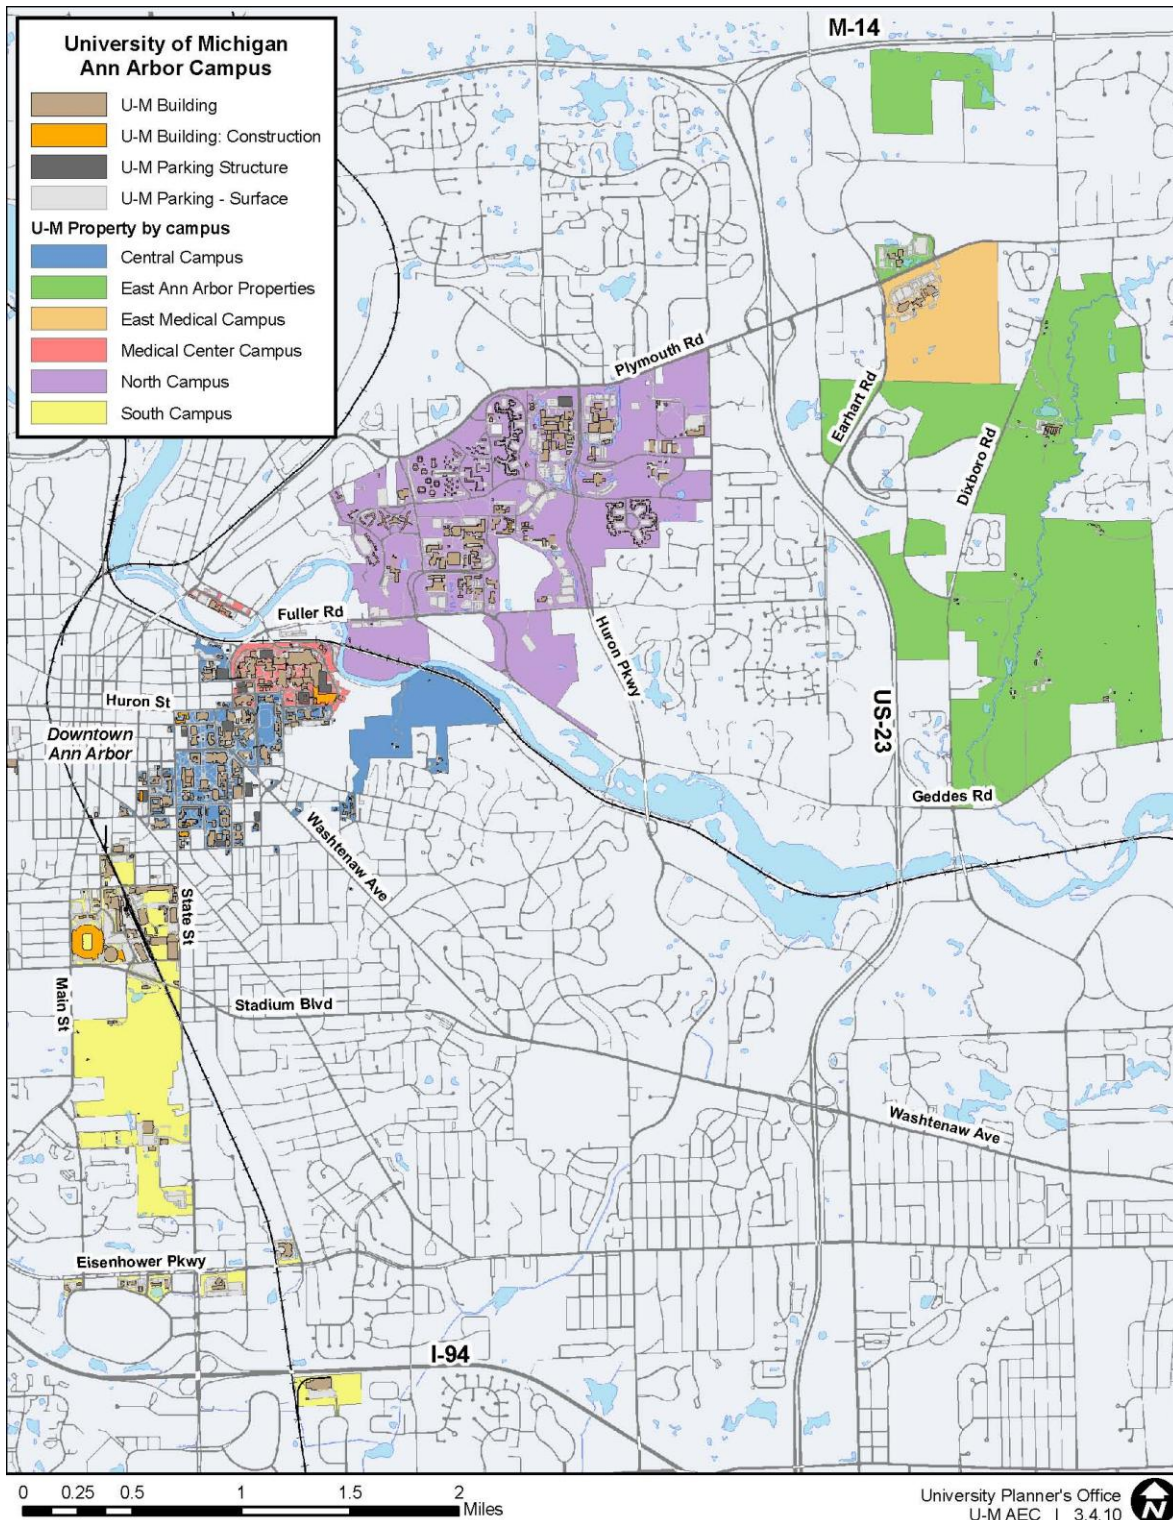 University of Michigan
Ann Arbor Campus
U-M Building
U-M Building: Construction
U-M Parking Structure
U-M Parking - Surface
U-M Property by campus
Central Campus
East Ann Arbor Properties
East Medical Campus
Medical Center Campus
North Campus
South Campus
M-14
Plymouth Rd
Earhart Rd
Dixboro Rd
Fuller Rd
Huron Pkwy
Huron St
US-23
Downtown
Ann Arbor
Geddes Rd
Washtenaw Ave
State St
Main St
Stadium Blvd
Washtenaw Ave
Eisenhower Pkwy
I-94
0 0.25 0.5 1 1.5 2
Miles
University Planner's Office
U-M AEC | 3.4.10
N